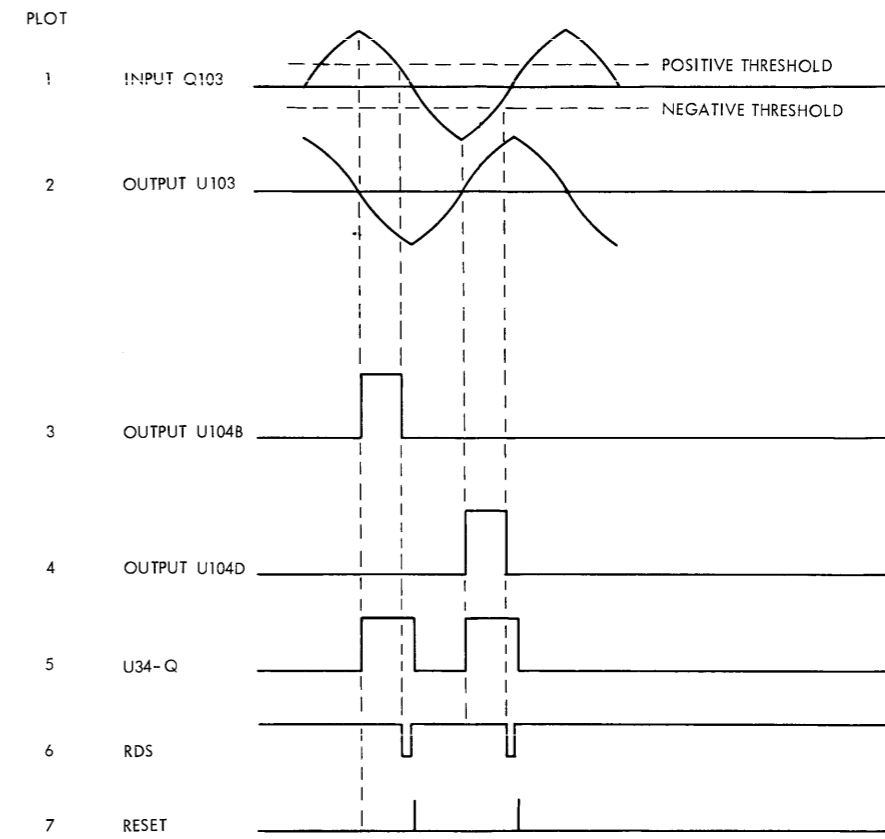 PLOT
1 INPUT Q103
POSITIVE THRESHOLD
NEGATIVE THRESHOLD
2 OUTPUT U103
3 OUTPUT U104B
4 OUTPUT U104D
5 U34-Q
6 RDS
7 RESET